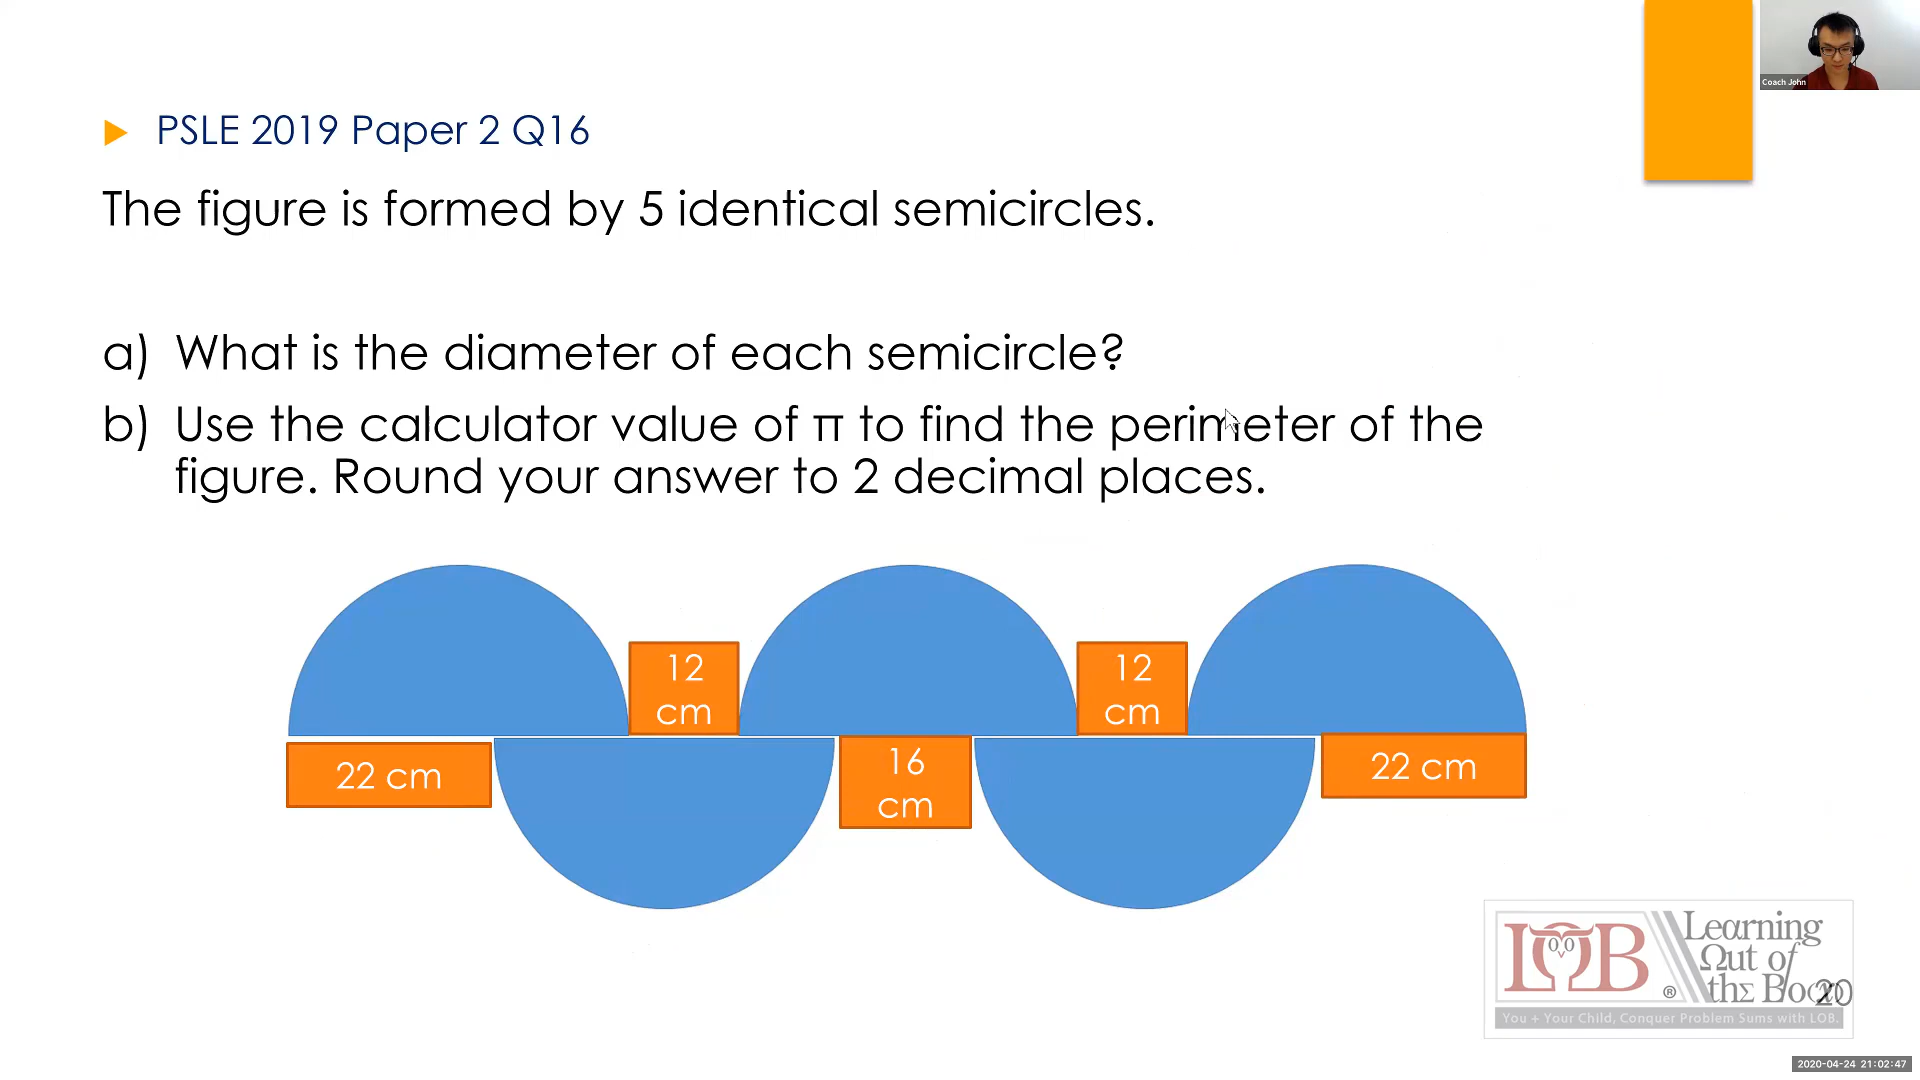 Coach John
PSLE 2019 Paper 2 Q16
The figure is formed by 5 identical semicircles.
a) What is the diameter of each semicircle?
b) Use the calculator value of π to find the perimeter of the
figure. Round your answer to 2 decimal places.
12
cm
12
cm
22 cm
16
cm
22 cm
LOB
®
Learning
Ωut of
thΣ Box
20
You + Your Child, Conquer Problem Sums with LOB.
2020-04-24 21:02:47